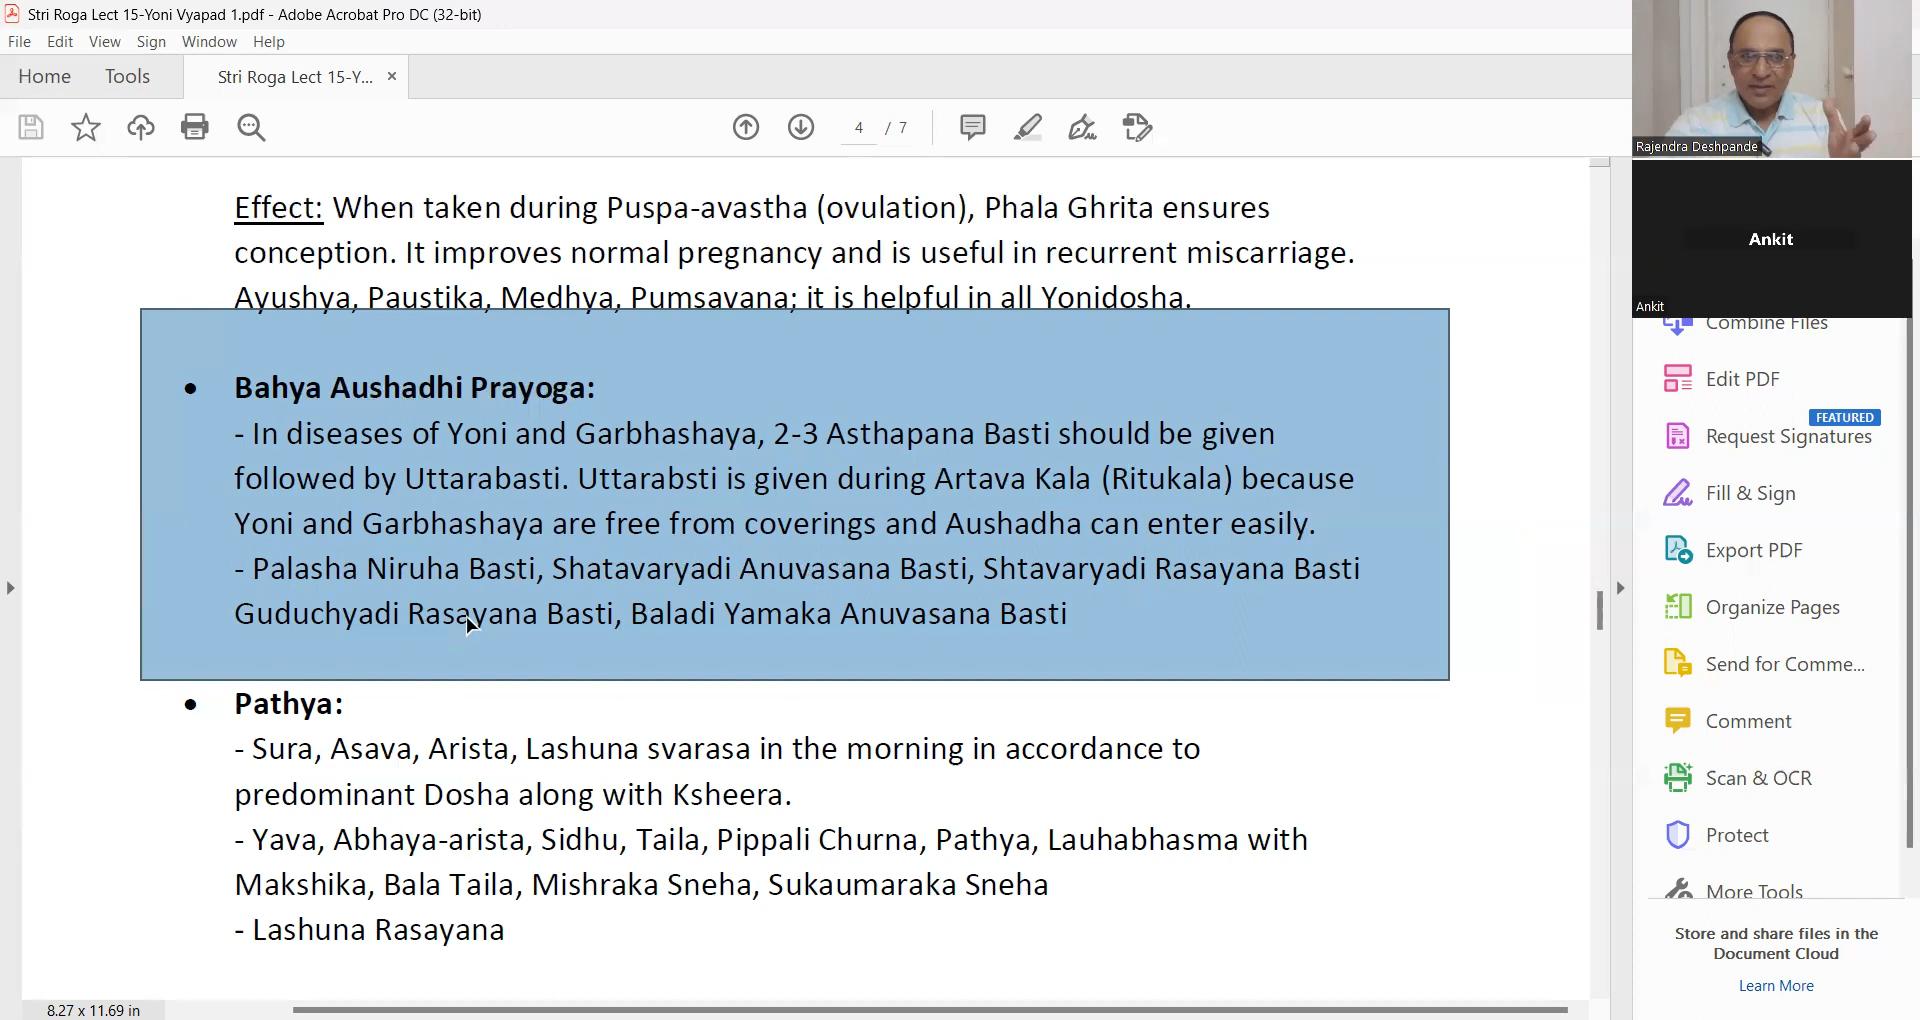 Stri Roga Lect 15-Yoni Vyapad 1.pdf - Adobe Acrobat Pro DC (32-bit)
File Edit View Sign Window Help
Home Tools Stri Roga Lect 15-Y... ×
4 / 7
Rajendra Deshpande
Ankit
Ankit
Effect: When taken during Puspa-avastha (ovulation), Phala Ghrita ensures
conception. It improves normal pregnancy and is useful in recurrent miscarriage.
Ayushya, Paustika, Medhya, Pumsavana; it is helpful in all Yonidosha.
• Bahya Aushadhi Prayoga:
- In diseases of Yoni and Garbhashaya, 2-3 Asthapana Basti should be given
followed by Uttarabasti. Uttarabsti is given during Artava Kala (Ritukala) because
Yoni and Garbhashaya are free from coverings and Aushadha can enter easily.
- Palasha Niruha Basti, Shatavaryadi Anuvasana Basti, Shtavaryadi Rasayana Basti
Guduchyadi Rasayana Basti, Baladi Yamaka Anuvasana Basti
• Pathya:
- Sura, Asava, Arista, Lashuna svarasa in the morning in accordance to
predominant Dosha along with Ksheera.
- Yava, Abhaya-arista, Sidhu, Taila, Pippali Churna, Pathya, Lauhabhasma with
Makshika, Bala Taila, Mishraka Sneha, Sukaumaraka Sneha
- Lashuna Rasayana
8.27 x 11.69 in
Combine Files
Edit PDF
FEATURED
Request Signatures
Fill & Sign
Export PDF
Organize Pages
Send for Comme...
Comment
Scan & OCR
Protect
More Tools
Store and share files in the
Document Cloud
Learn More